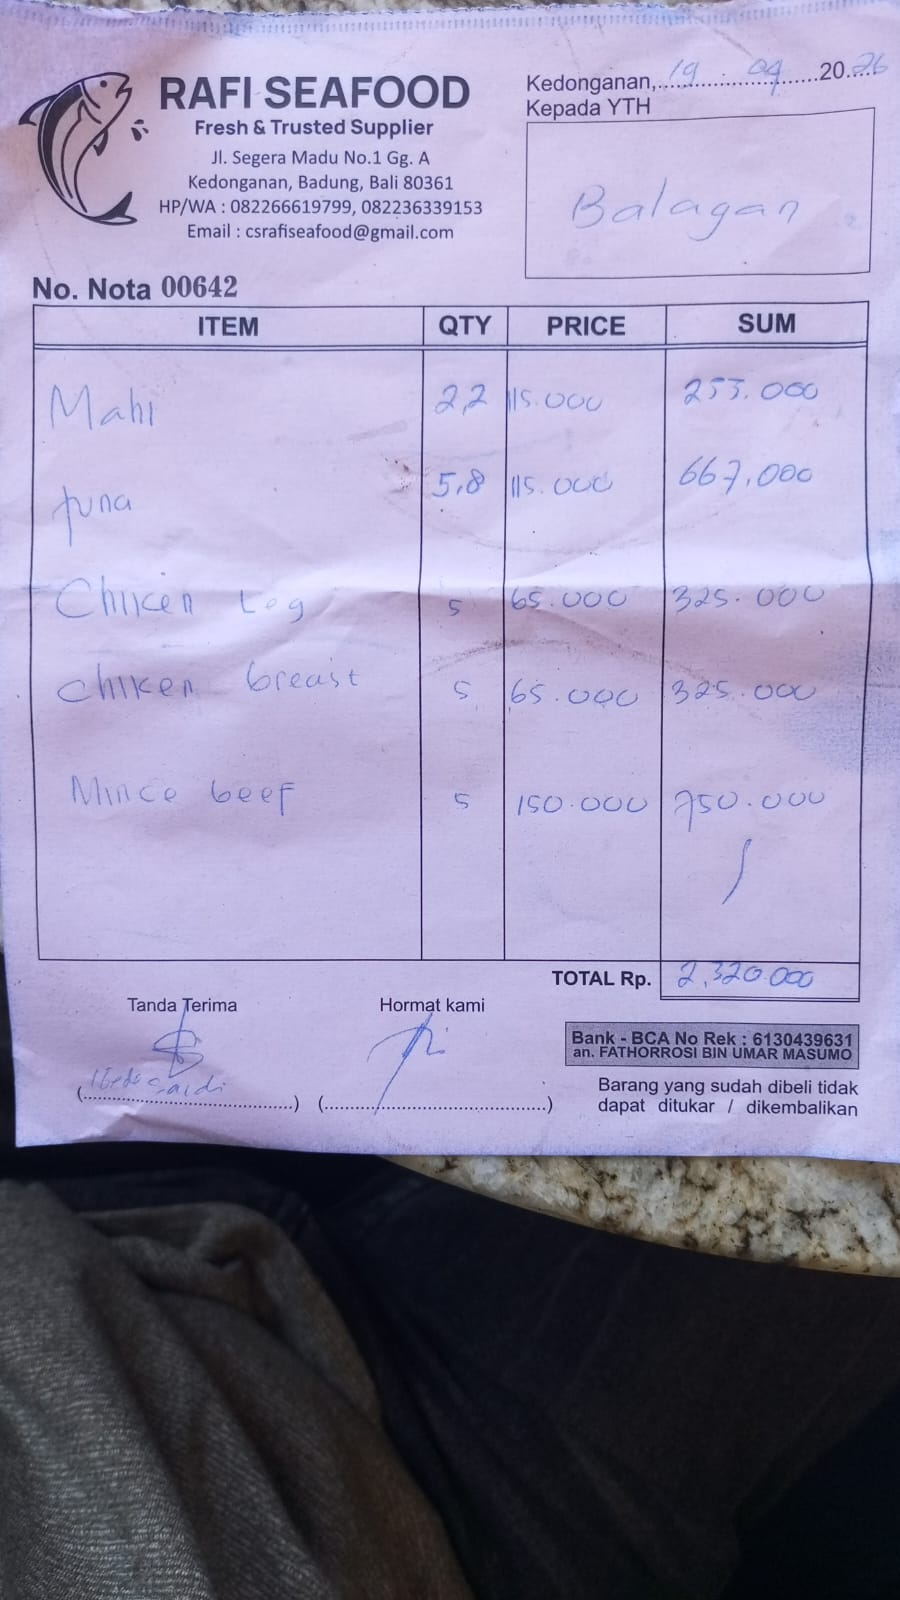 RAFI SEAFOOD
Fresh & Trusted Supplier
Jl. Segera Madu No.1 Gg. A
Kedonganan, Badung, Bali 80361
HP/WA : 082266619799, 082236339153
Email : csrafiseafood@gmail.com
Kedonganan, 19 . 04 2026
Kepada YTH
Balagan
No. Nota 00642
ITEM QTY PRICE SUM
Mahi 2,2 115.000 253.000
tuna 5,8 115.000 667.000
Chiken Leg 5 65.000 325.000
Chiken breast 5 65.000 325.000
Mince beef 5 150.000 750.000
TOTAL Rp. 2.320.000
Tanda Terima Hormat kami
Bank - BCA No Rek : 6130439631
an. FATHORROSI BIN UMAR MASUMO
Barang yang sudah dibeli tidak
dapat ditukar / dikembalikan